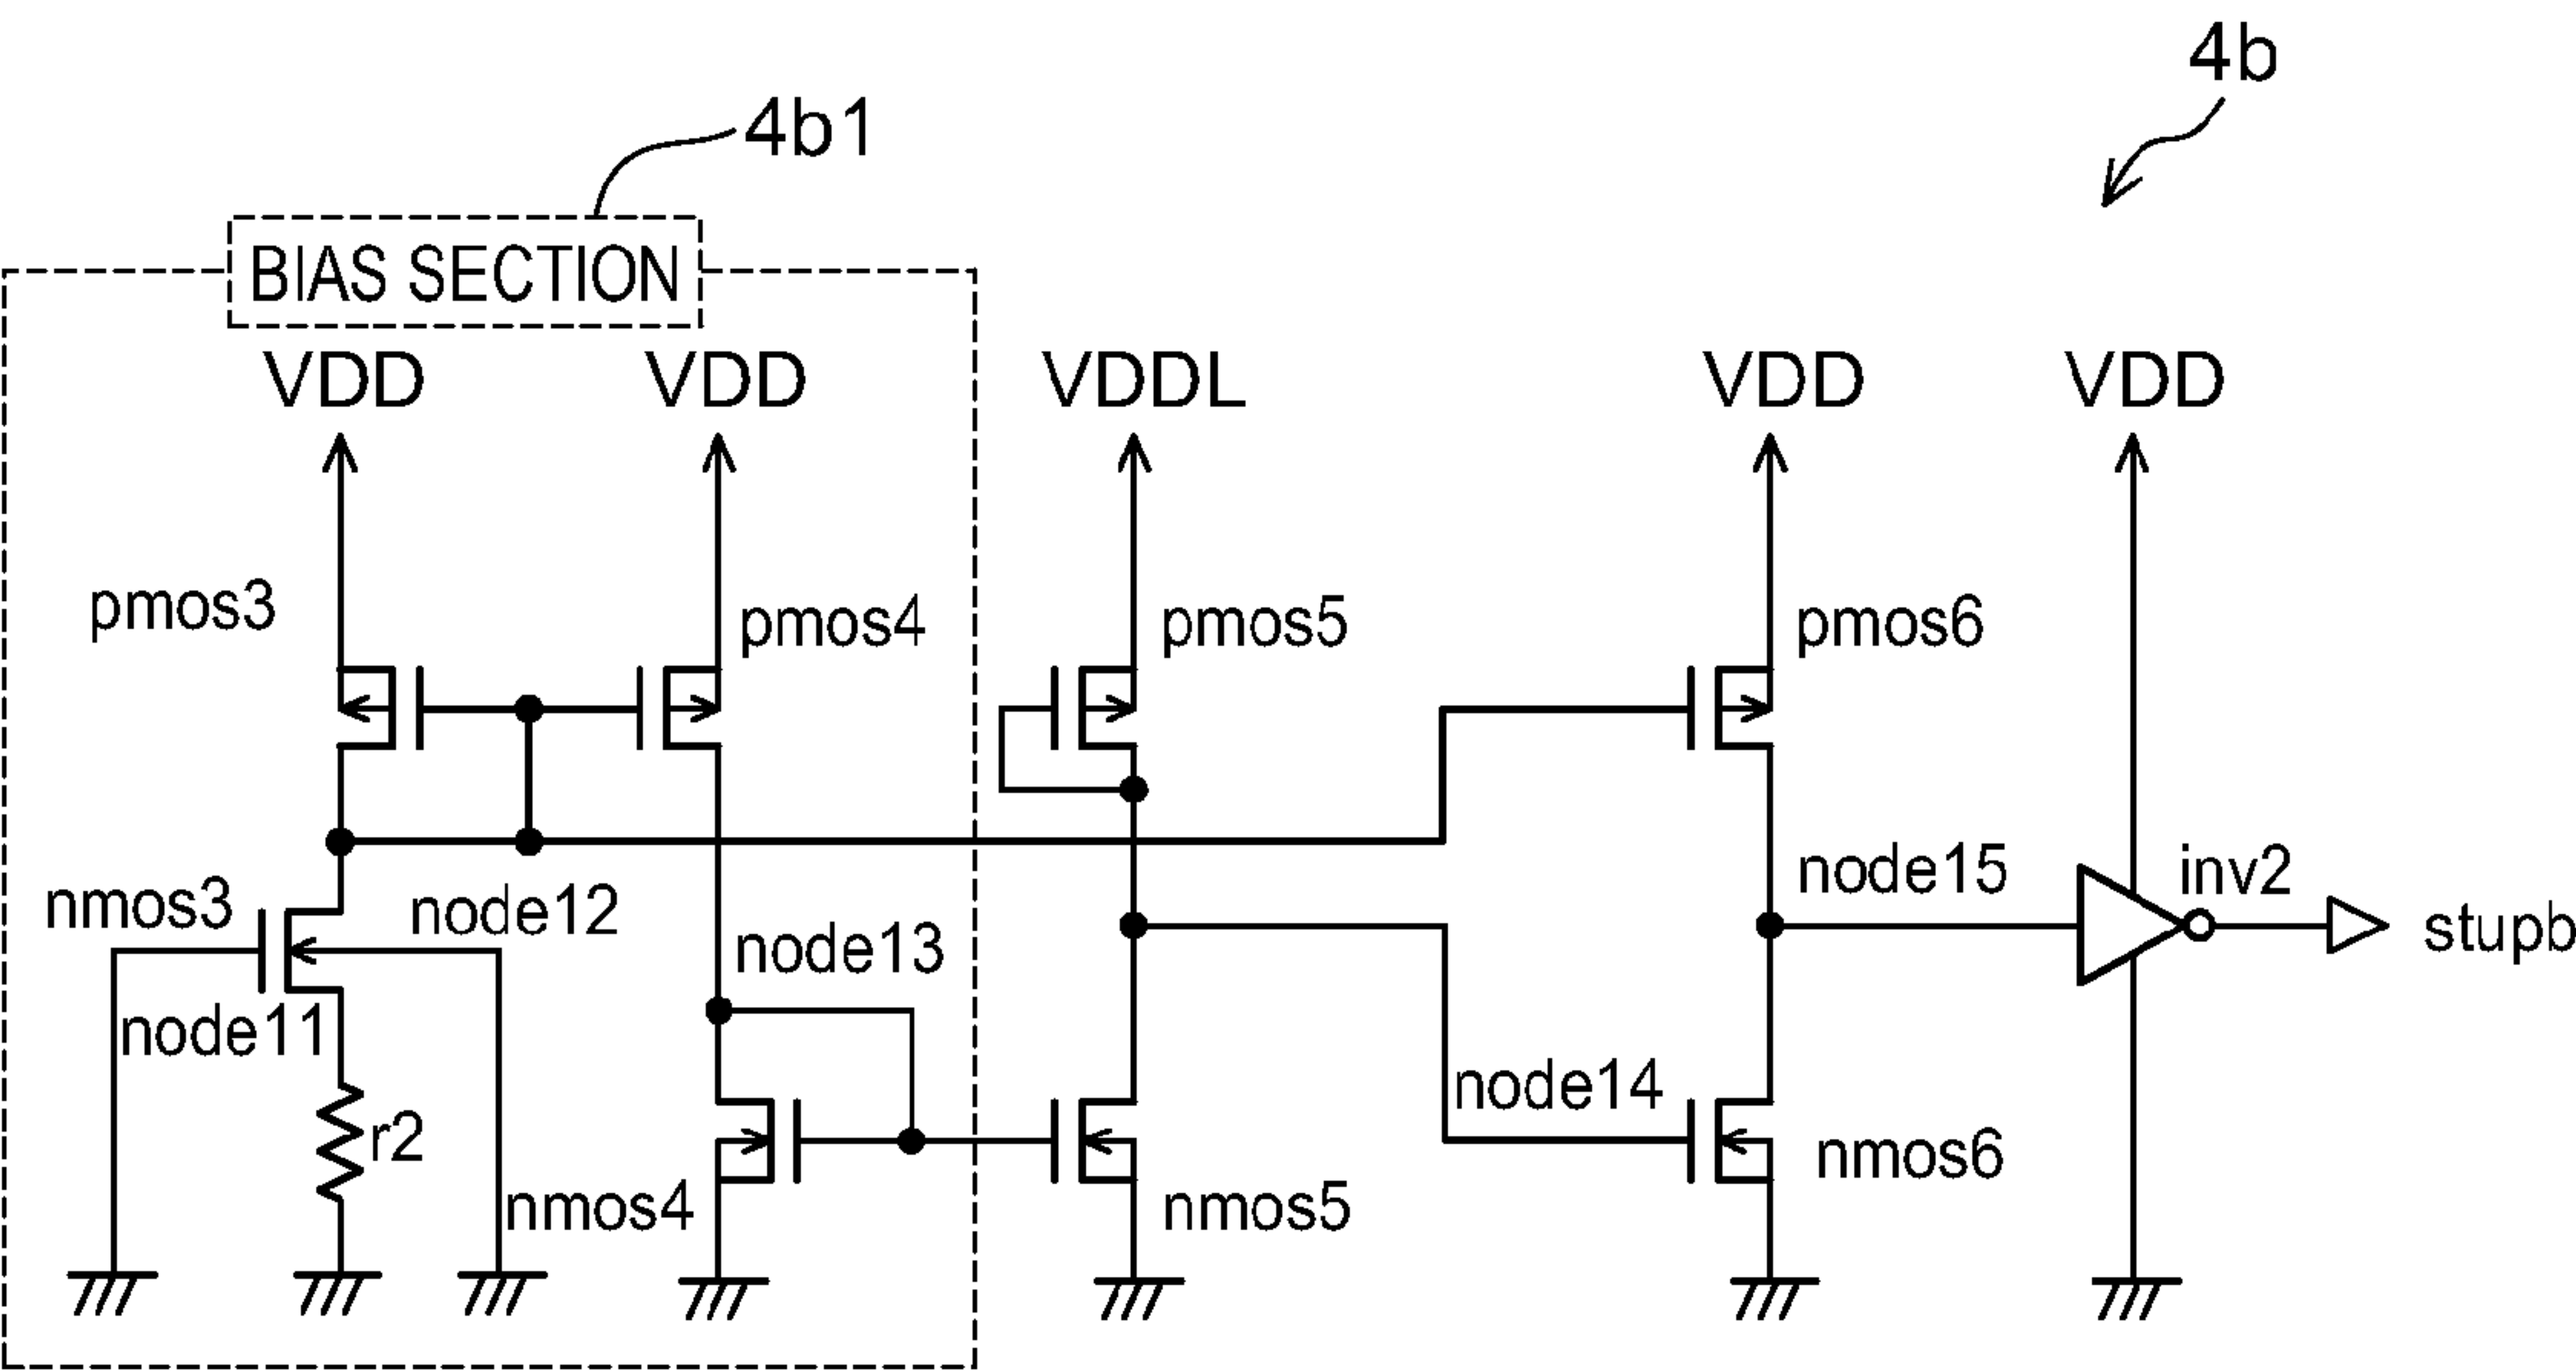 4b
4b1
BIAS SECTION
VDD
VDD
VDDL
VDD
VDD
pmos3
pmos4
pmos5
pmos6
nmos3
node12
node15
inv2
stupb
node13
node11
node14
r2
nmos4
nmos5
nmos6